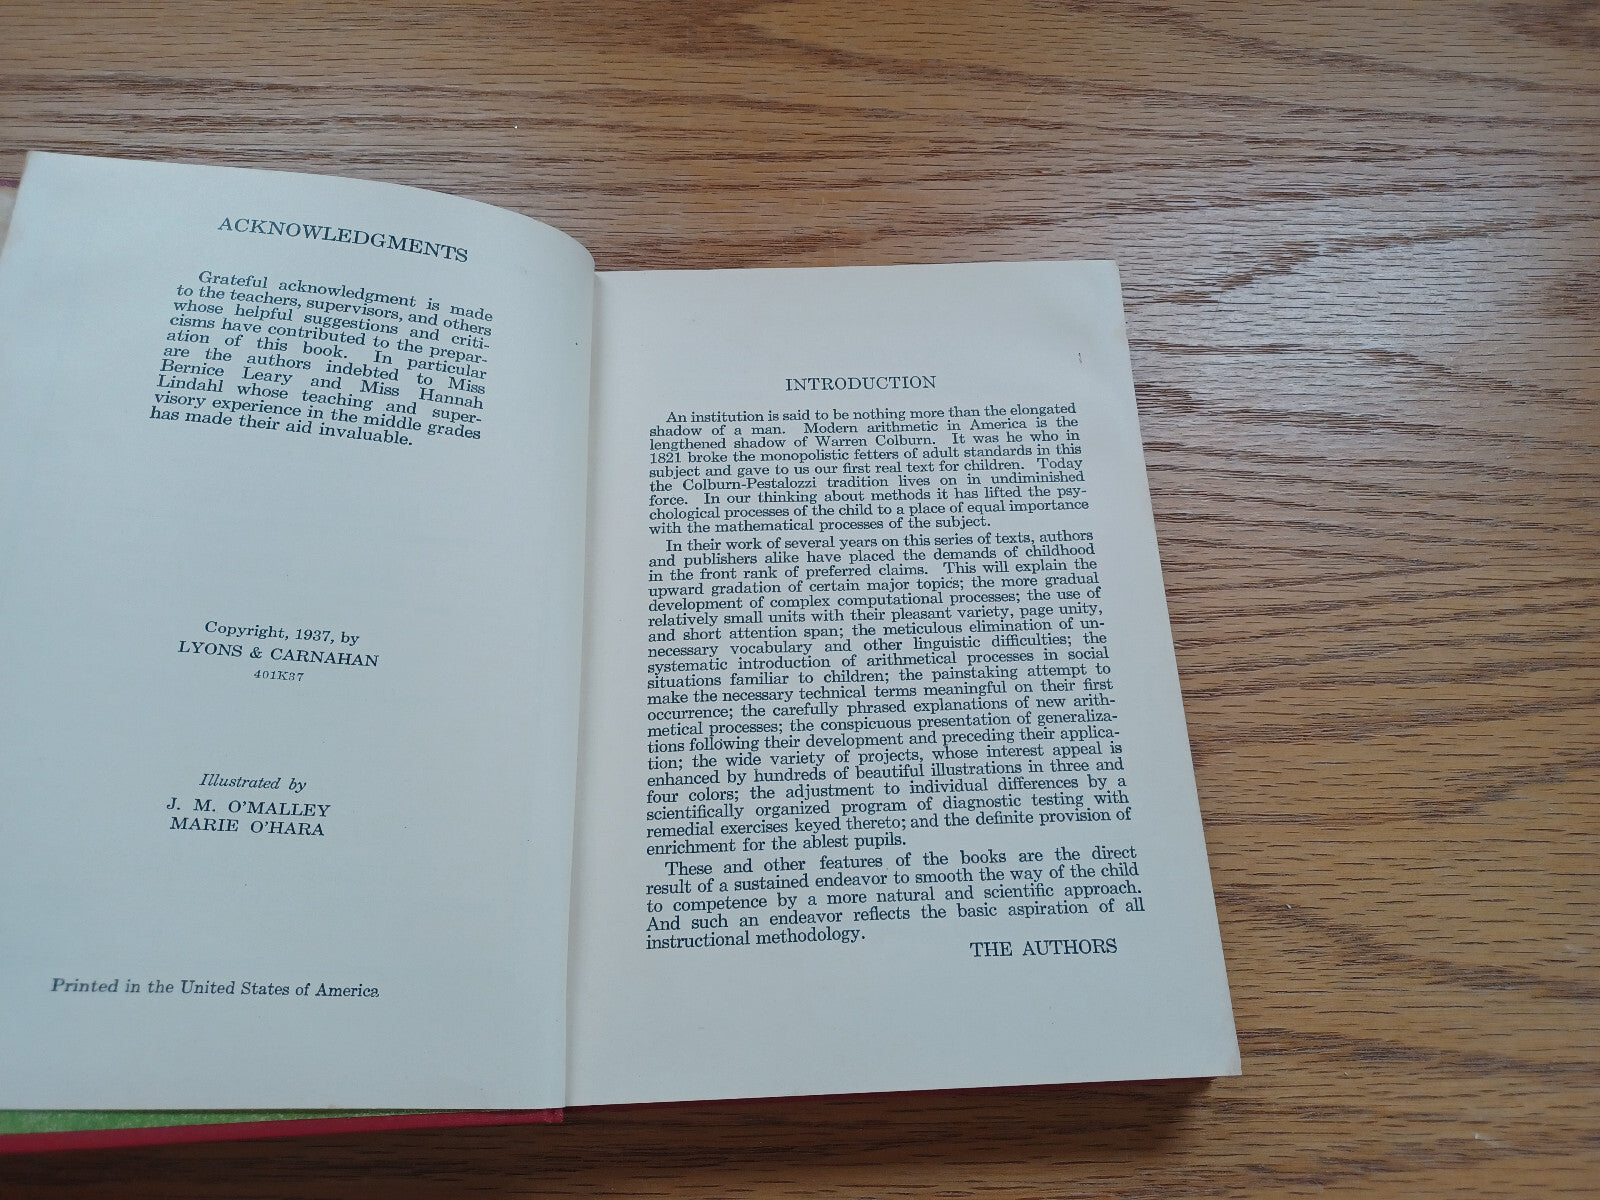 ACKNOWLEDGMENTS
Grateful acknowledgment is made
to the teachers, supervisors, and others
whose helpful suggestions and criti-
cisms have contributed to the prepar-
ation of this book. In particular
are the authors indebted to Miss
Bernice Leary and Miss Hannah
Lindahl whose teaching and super-
visory experience in the middle grades
has made their aid invaluable.
Copyright, 1937, by
LYONS & CARNAHAN
401K37
Illustrated by
J. M. O'MALLEY
MARIE O'HARA
Printed in the United States of America
INTRODUCTION
An institution is said to be nothing more than the elongated
shadow of a man. Modern arithmetic in America is the
lengthened shadow of Warren Colburn. It was he who in
1821 broke the monopolistic fetters of adult standards in this
subject and gave to us our first real text for children. Today
the Colburn-Pestalozzi tradition lives on in undiminished
force. In our thinking about methods it has lifted the psy-
chological processes of the child to a place of equal importance
with the mathematical processes of the subject.
In their work of several years on this series of texts, authors
and publishers alike have placed the demands of childhood
in the front rank of preferred claims. This will explain the
upward gradation of certain major topics; the more gradual
development of complex computational processes; the use of
relatively small units with their pleasant variety, page unity,
and short attention span; the meticulous elimination of un-
necessary vocabulary and other linguistic difficulties; the
systematic introduction of arithmetical processes in social
situations familiar to children; the painstaking attempt to
make the necessary technical terms meaningful on their first
occurrence; the carefully phrased explanations of new arith-
metical processes; the conspicuous presentation of generaliza-
tions following their development and preceding their applica-
tion; the wide variety of projects, whose interest appeal is
enhanced by hundreds of beautiful illustrations in three and
four colors; the adjustment to individual differences by a
scientifically organized program of diagnostic testing with
remedial exercises keyed thereto; and the definite provision of
enrichment for the ablest pupils.
These and other features of the books are the direct
result of a sustained endeavor to smooth the way of the child
to competence by a more natural and scientific approach.
And such an endeavor reflects the basic aspiration of all
instructional methodology.
THE AUTHORS